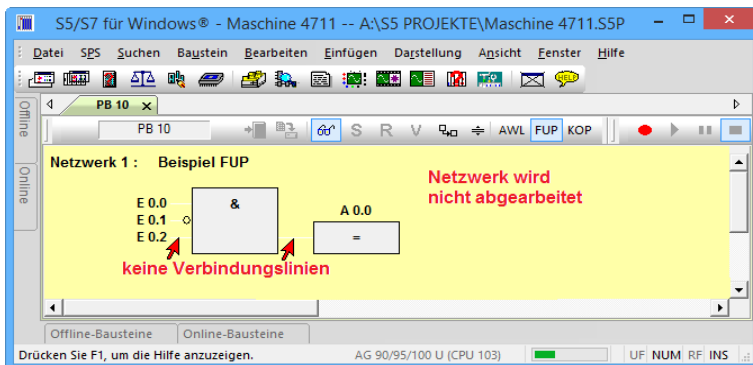 S5/S7 für Windows® - Maschine 4711 -- A:\S5 PROJEKTE\Maschine 4711.S5P
Datei SPS Suchen Baustein Bearbeiten Einfügen Darstellung Ansicht Fenster Hilfe
HELP
Offline
Online
PB 10 x
PB 10 S R V AWL FUP KOP
Netzwerk 1 : Beispiel FUP
Netzwerk wird
nicht abgearbeitet
E 0.0 &
E 0.1
E 0.2
A 0.0
=
keine Verbindungslinien
Offline-Bausteine Online-Bausteine
Drücken Sie F1, um die Hilfe anzuzeigen. AG 90/95/100 U (CPU 103) UF NUM RF INS